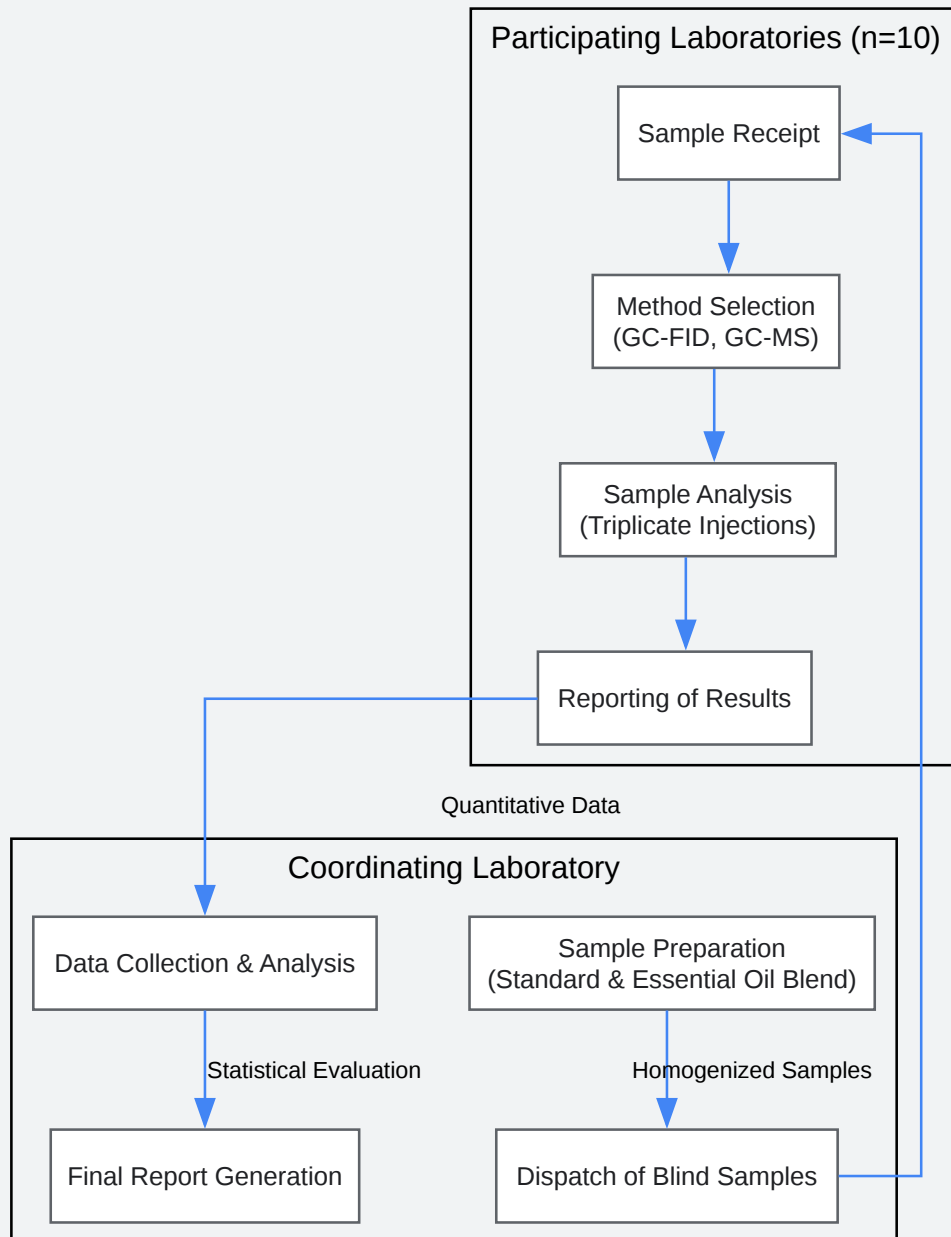 Participating Laboratories (n=10)
Sample Receipt
Method Selection
(GC-FID, GC-MS)
Sample Analysis
(Triplicate Injections)
Reporting of Results
Quantitative Data
Coordinating Laboratory
Data Collection & Analysis
Sample Preparation
(Standard & Essential Oil Blend)
Statistical Evaluation
Homogenized Samples
Final Report Generation
Dispatch of Blind Samples